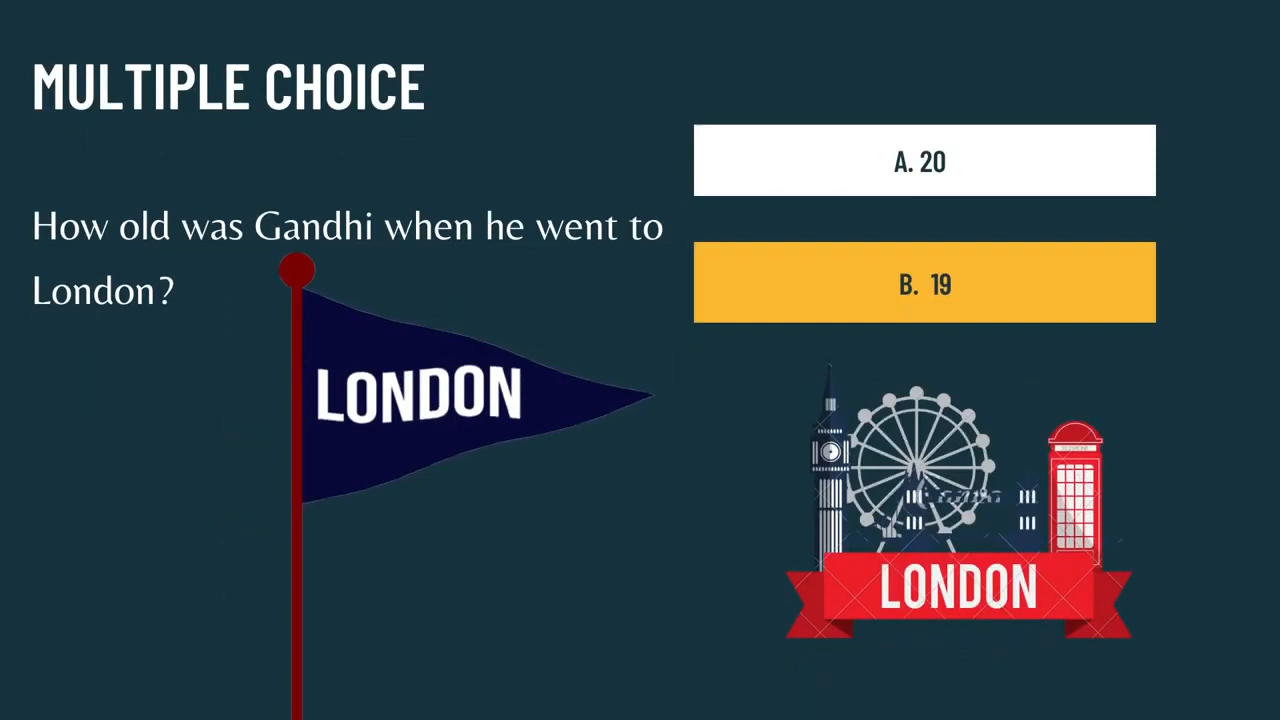 MULTIPLE CHOICE
How old was Gandhi when he went to
London?
A. 20
B. 19
LONDON
LONDON